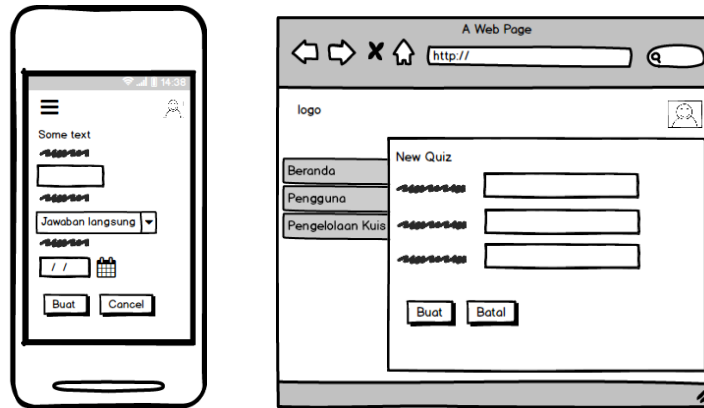 14:38
Some text
Jawaban langsung
/ /
Buat Cancel
A Web Page
http://
logo
New Quiz
Beranda
Pengguna
Pengelolaan Kuis
Buat Batal